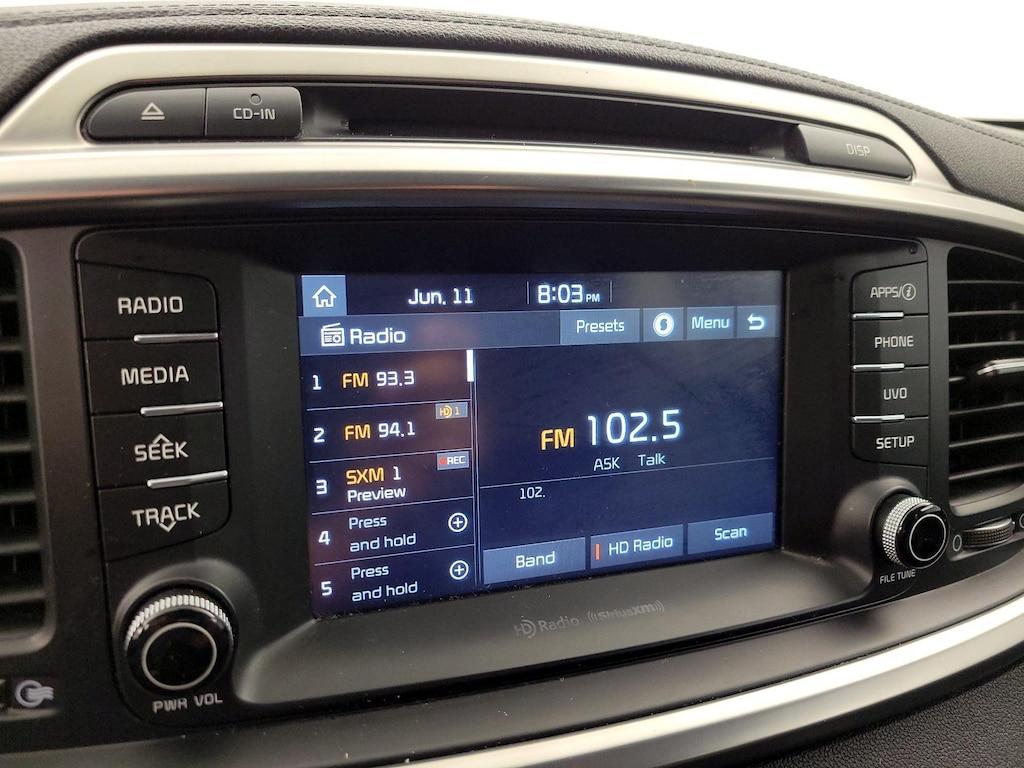 CD-IN
DISP
RADIO
MEDIA
SEEK
TRACK
PWR VOL
Jun, 11
8:03 PM
Radio
Presets
Menu
1 FM 93.3
HD 1
2 FM 94.1
REC
3 SXM 1
Preview
4 Press
and hold
5 Press
and hold
FM 102.5
ASK Talk
102.
Band
HD Radio
Scan
HD Radio
((SiriusXM))
APPS/i
PHONE
UVO
SETUP
FILE TUNE